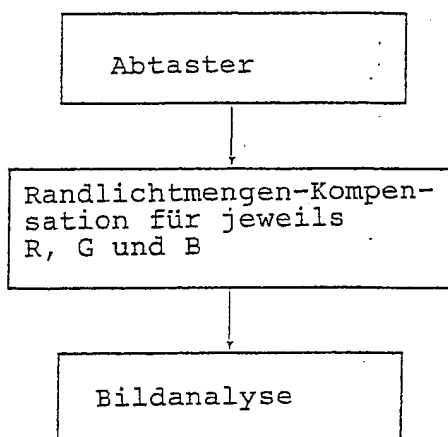 Abtaster
Randlichtmengen-Kompen-
sation für jeweils
R, G und B
Bildanalyse